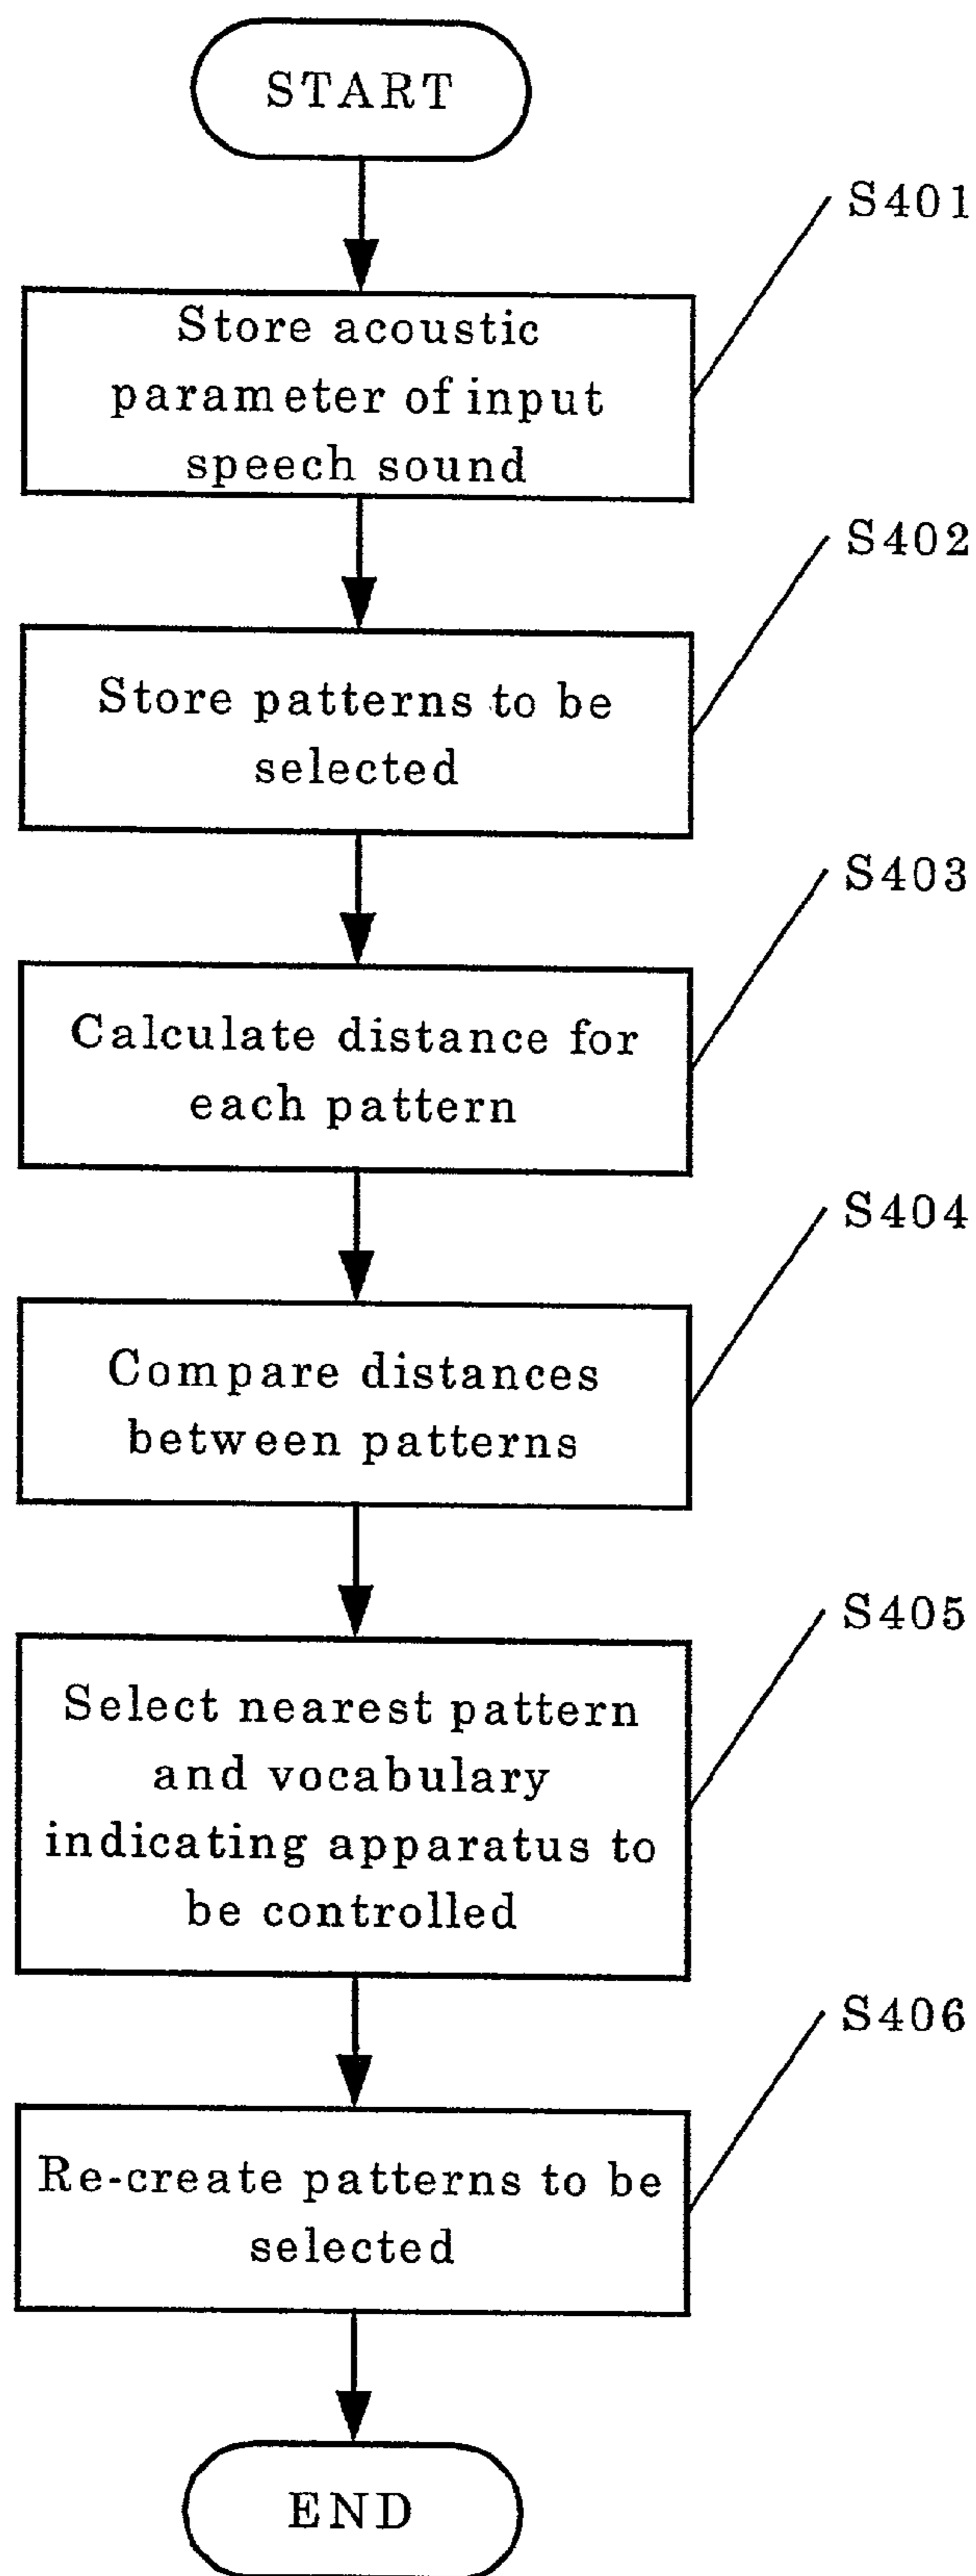 START
S401
Store acoustic
parameter of input
speech sound
S402
Store patterns to be
selected
S403
Calculate distance for
each pattern
S404
Compare distances
between patterns
S405
Select nearest pattern
and vocabulary
indicating apparatus to
be controlled
S406
Re-create patterns to be
selected
END